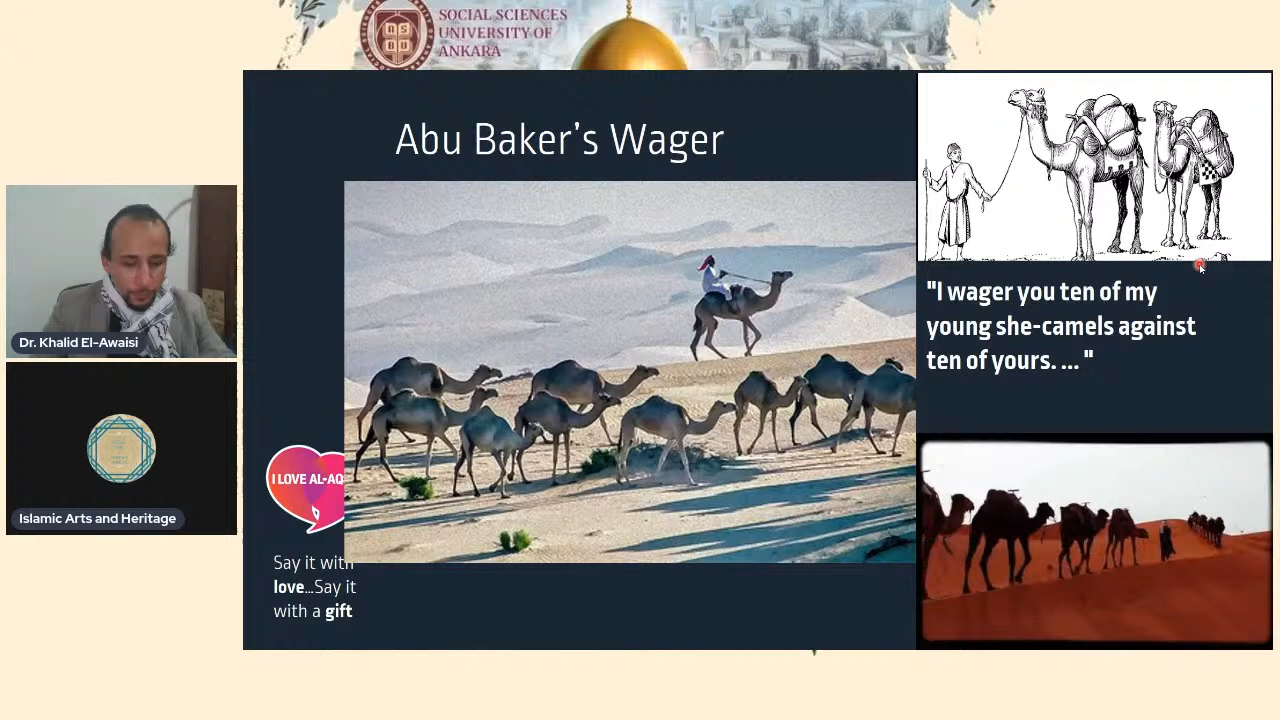 SOCIAL SCIENCES
UNIVERSITY OF
ANKARA
Abu Baker's Wager
"I wager you ten of my
young she-camels against
ten of yours. ... "
Dr. Khalid El-Awaisi
Islamic Arts and Heritage
I LOVE AL-AQ
Say it with
love...Say it
with a gift